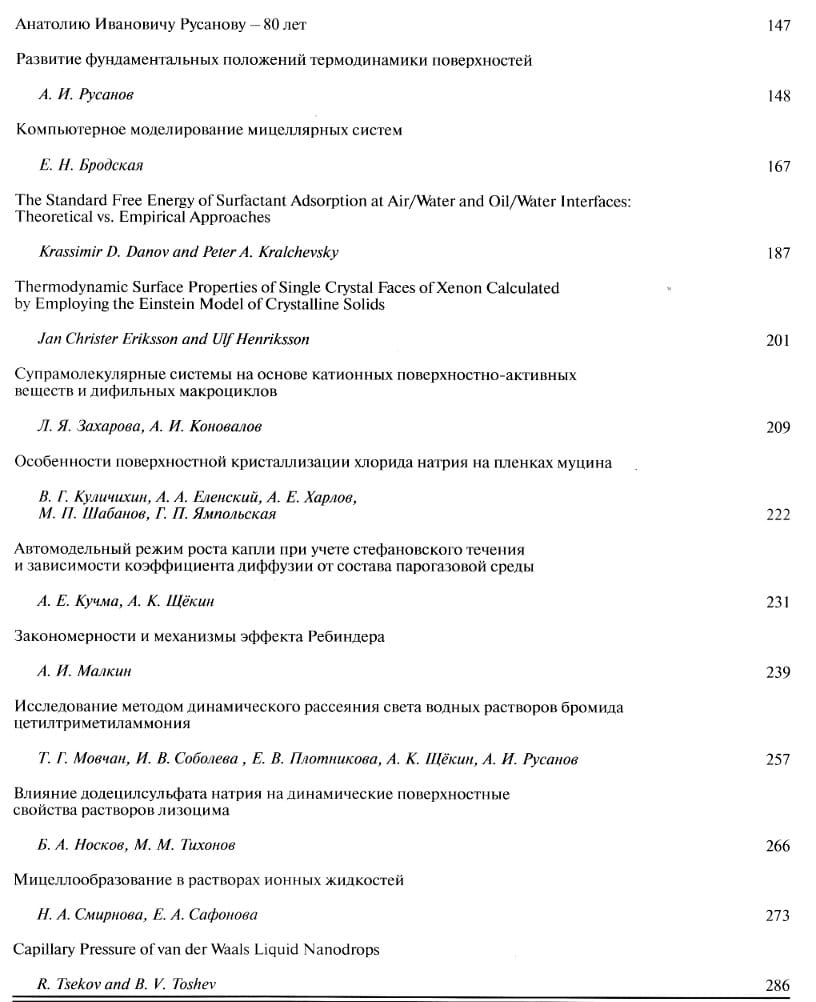 Анатолию Ивановичу Русанову – 80 лет 147
Развитие фундаментальных положений термодинамики поверхностей
А. И. Русанов 148
Компьютерное моделирование мицеллярных систем
Е. Н. Бродская 167
The Standard Free Energy of Surfactant Adsorption at Air/Water and Oil/Water Interfaces:
Theoretical vs. Empirical Approaches
Krassimir D. Danov and Peter A. Kralchevsky 187
Thermodynamic Surface Properties of Single Crystal Faces of Xenon Calculated
by Employing the Einstein Model of Crystalline Solids
Jan Christer Eriksson and Ulf Henriksson 201
Супрамолекулярные системы на основе катионных поверхностно-активных
веществ и дифильных макроциклов
Л. Я. Захарова, А. И. Коновалов 209
Особенности поверхностной кристаллизации хлорида натрия на пленках муцина
В. Г. Куличихин, А. А. Еленский, А. Е. Харлов,
М. П. Шабанов, Г. П. Ямпольская 222
Автомодельный режим роста капли при учете стефановского течения
и зависимости коэффициента диффузии от состава парогазовой среды
А. Е. Кучма, А. К. Щёкин 231
Закономерности и механизмы эффекта Ребиндера
А. И. Малкин 239
Исследование методом динамического рассеяния света водных растворов бромида
цетилтриметиламмония
Т. Г. Мовчан, И. В. Соболева , Е. В. Плотникова, А. К. Щёкин, А. И. Русанов 257
Влияние додецилсульфата натрия на динамические поверхностные
свойства растворов лизоцима
Б. А. Носков, М. М. Тихонов 266
Мицеллообразование в растворах ионных жидкостей
Н. А. Смирнова, Е. А. Сафонова 273
Capillary Pressure of van der Waals Liquid Nanodrops
R. Tsekov and B. V. Toshev 286